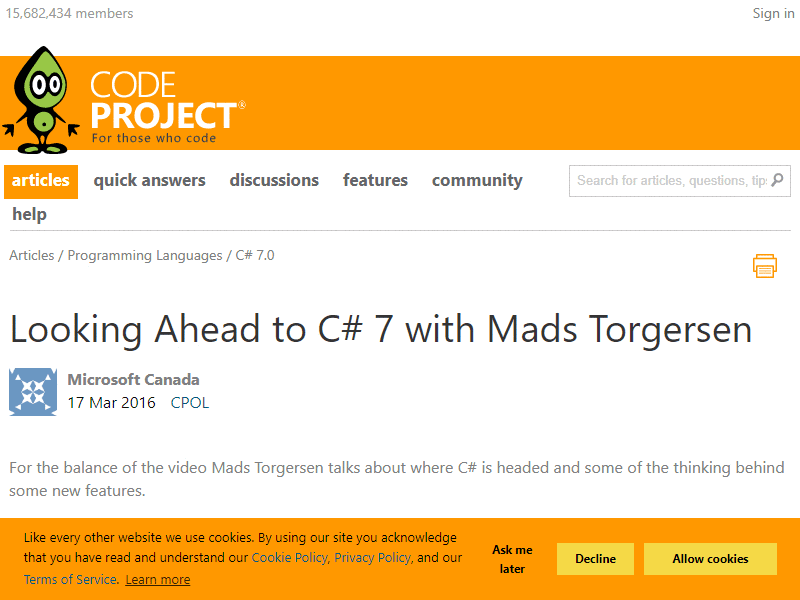 15,682,434 members
Sign in
CODE
PROJECT®
For those who code
articles
quick answers
discussions
features
community
Search for articles, questions, tips
help
Articles / Programming Languages / C# 7.0
Looking Ahead to C# 7 with Mads Torgersen
Microsoft Canada
17 Mar 2016 CPOL
For the balance of the video Mads Torgersen talks about where C# is headed and some of the thinking behind
some new features.
Like every other website we use cookies. By using our site you acknowledge
that you have read and understand our Cookie Policy, Privacy Policy, and our
Terms of Service. Learn more
Ask me
later
Decline
Allow cookies